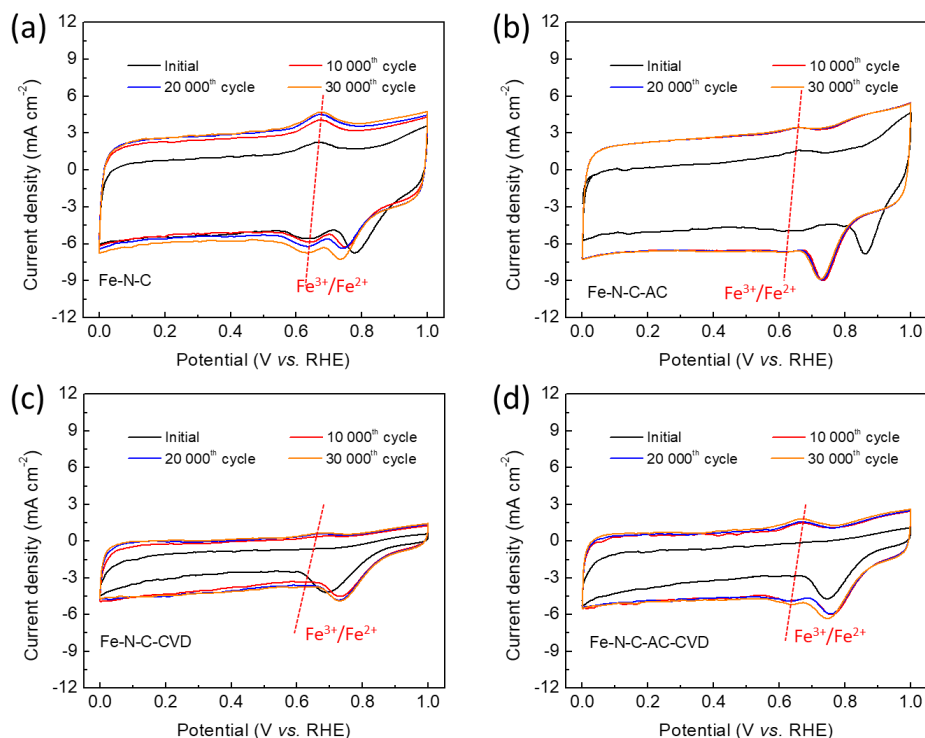 (a)
12
9
6
3
0
-3
-6
-9
-12
Current density (mA cm⁻²)
Initial
10 000ᵗʰ cycle
20 000ᵗʰ cycle
30 000ᵗʰ cycle
Fe-N-C
Fe³⁺/Fe²⁺
0.0 0.2 0.4 0.6 0.8 1.0
Potential (V vs. RHE)
(b)
12
9
6
3
0
-3
-6
-9
-12
Current density (mA cm⁻²)
Initial
10 000ᵗʰ cycle
20 000ᵗʰ cycle
30 000ᵗʰ cycle
Fe-N-C-AC
Fe³⁺/Fe²⁺
0.0 0.2 0.4 0.6 0.8 1.0
Potential (V vs. RHE)
(c)
12
9
6
3
0
-3
-6
-9
-12
Current density (mA cm⁻²)
Initial
10 000ᵗʰ cycle
20 000ᵗʰ cycle
30 000ᵗʰ cycle
Fe-N-C-CVD
Fe³⁺/Fe²⁺
0.0 0.2 0.4 0.6 0.8 1.0
Potential (V vs. RHE)
(d)
12
9
6
3
0
-3
-6
-9
-12
Current density (mA cm⁻²)
Initial
10 000ᵗʰ cycle
20 000ᵗʰ cycle
30 000ᵗʰ cycle
Fe-N-C-AC-CVD
Fe³⁺/Fe²⁺
0.0 0.2 0.4 0.6 0.8 1.0
Potential (V vs. RHE)